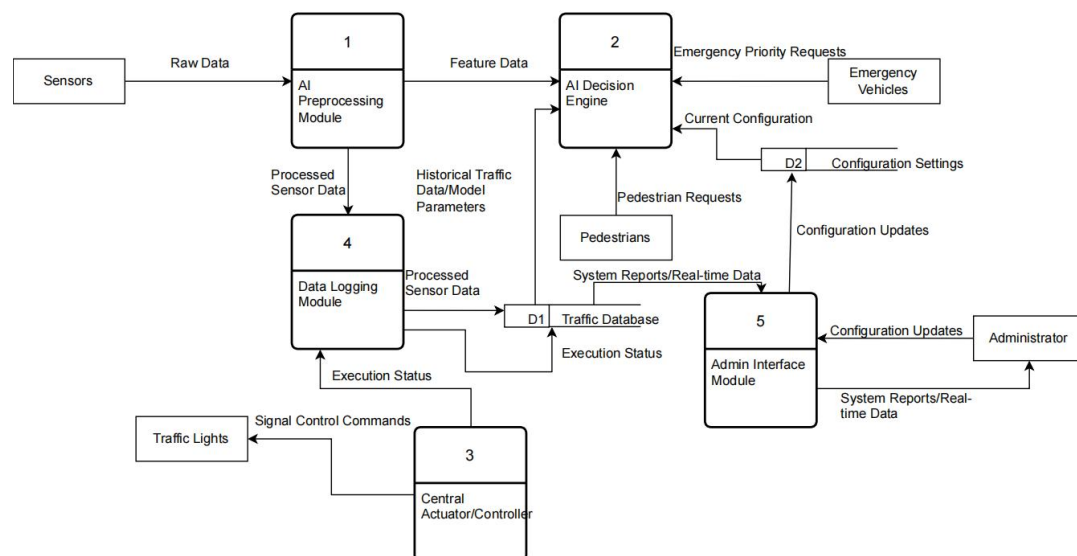 1
2
Emergency Priority Requests
Sensors
Raw Data
AI
Preprocessing
Module
Feature Data
AI Decision
Engine
Emergency
Vehicles
Current Configuration
D2
Configuration Settings
Processed
Sensor Data
Historical Traffic
Data/Model
Parameters
Pedestrian Requests
Pedestrians
Configuration Updates
4
Data Logging
Module
Processed
Sensor Data
System Reports/Real-time Data
D1
Traffic Database
5
Admin Interface
Module
Configuration Updates
Administrator
Execution Status
Execution Status
System Reports/Real-
time Data
Signal Control Commands
Traffic Lights
3
Central
Actuator/Controller